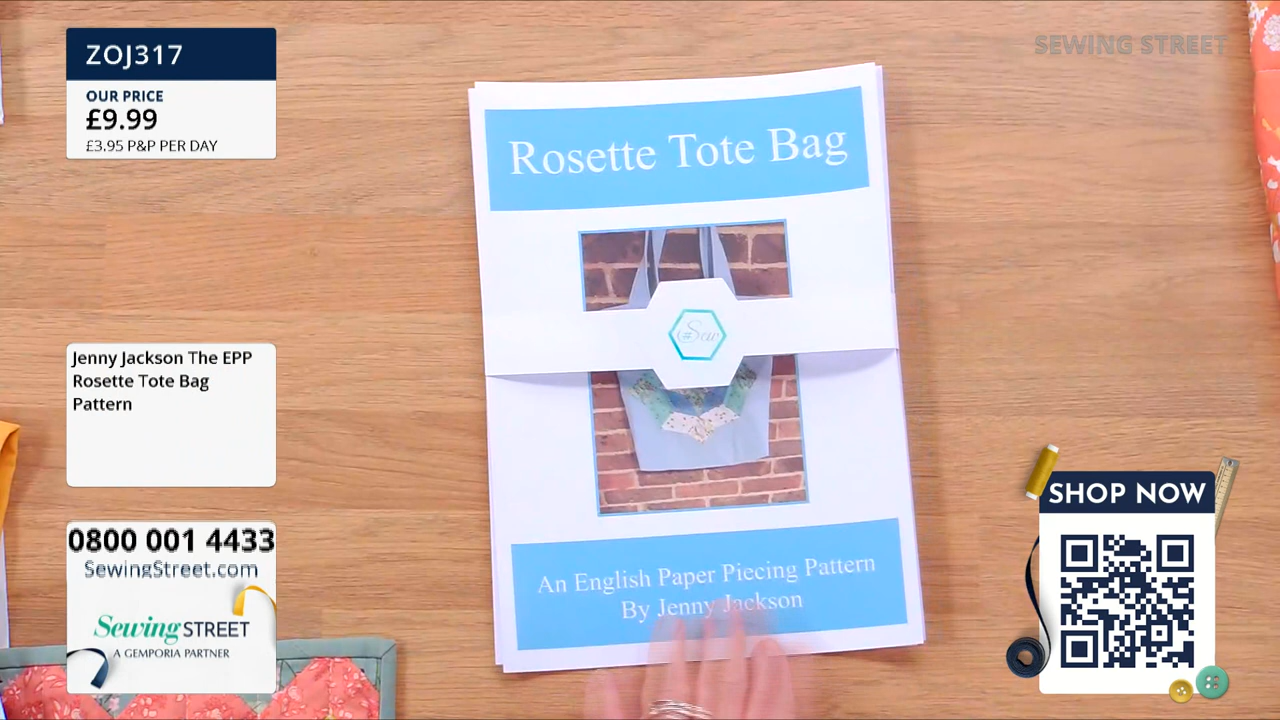 ZOJ317
OUR PRICE
£9.99
£3.95 P&P PER DAY
Jenny Jackson The EPP
Rosette Tote Bag
Pattern
0800 001 4433
SewingStreet.com
Sewing STREET
A GEMPORIA PARTNER
SEWING STREET
Rosette Tote Bag
#Sew
An English Paper Piecing Pattern
By Jenny Jackson
SHOP NOW